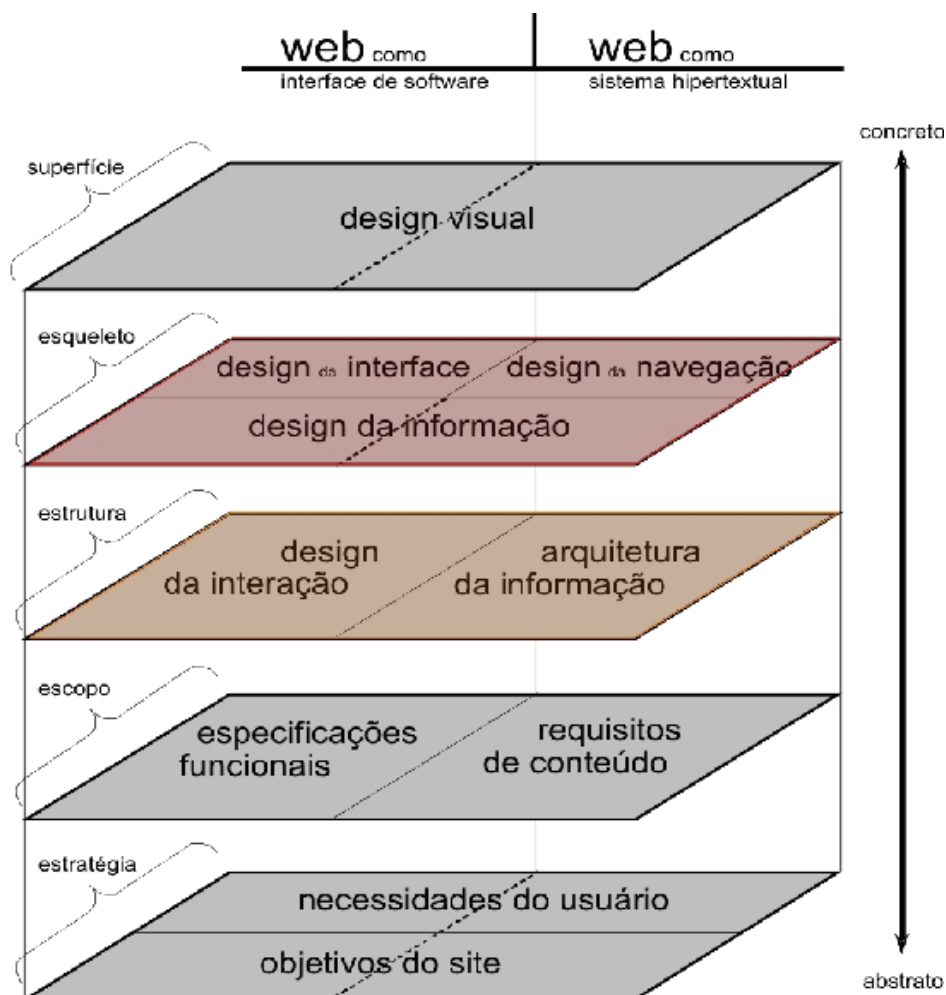 web como
interface de software
web como
sistema hipertextual
concreto
superfície
design visual
esqueleto
design da interface
design da navegação
design da informação
estrutura
design
da interação
arquitetura
da informação
escopo
especificações
funcionais
requisitos
de conteúdo
estratégia
necessidades do usuário
objetivos do site
abstrato